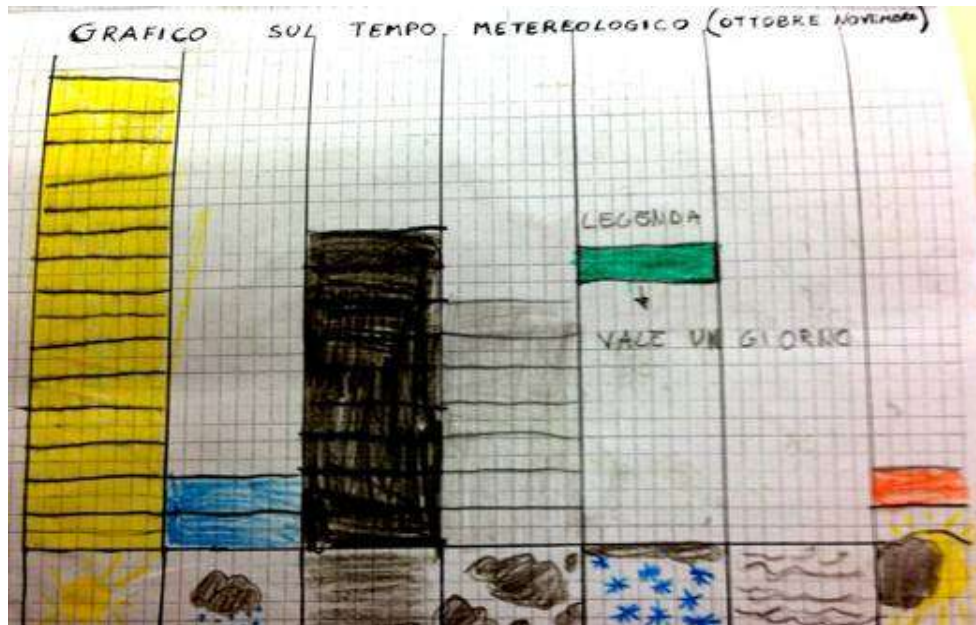 GRAFICO SUL TEMPO METEREOLOGICO (OTTOBRE NOVEMBRE)
LEGENDA
VALE UN GIORNO